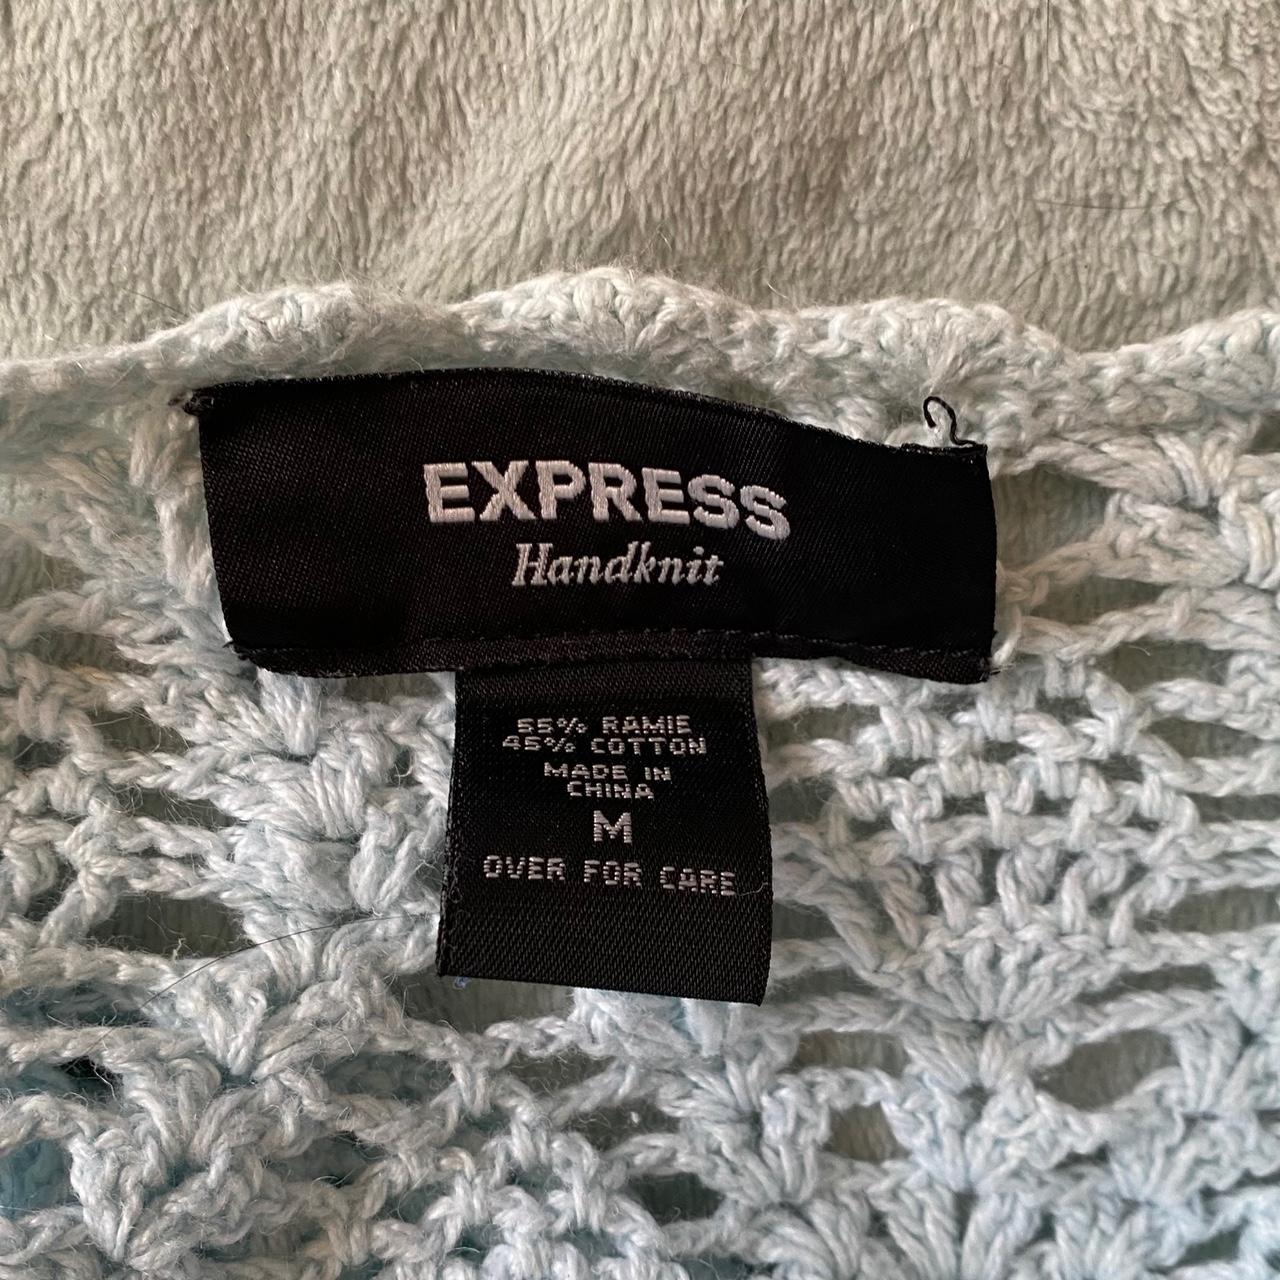 EXPRESS
Handknit
55% RAMIE
45% COTTON
MADE IN
CHINA
M
OVER FOR CARE